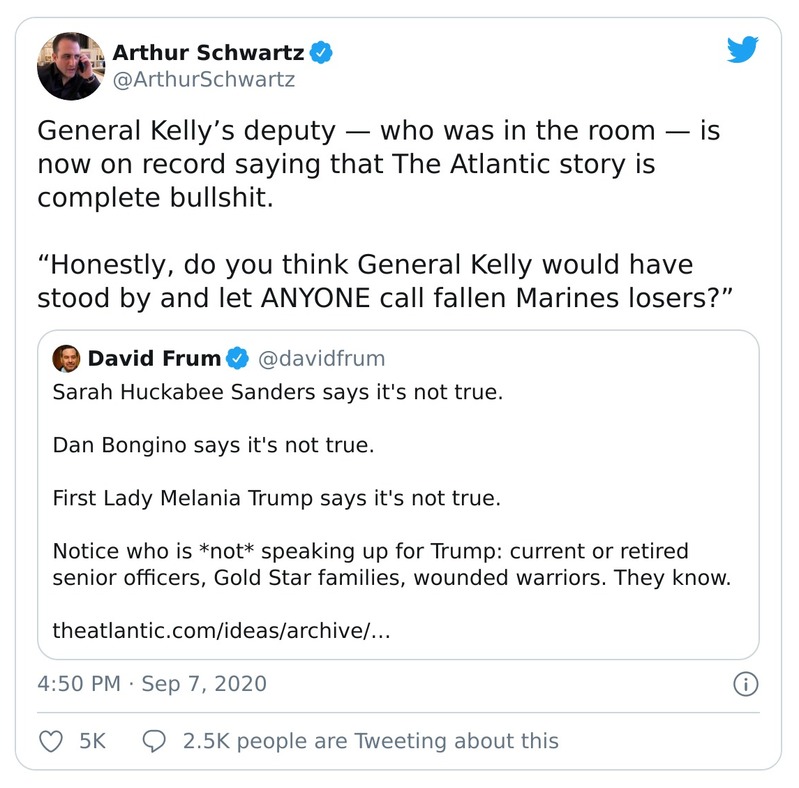 Arthur Schwartz
@ArthurSchwartz
General Kelly’s deputy — who was in the room — is
now on record saying that The Atlantic story is
complete bullshit.
“Honestly, do you think General Kelly would have
stood by and let ANYONE call fallen Marines losers?”
David Frum @davidfrum
Sarah Huckabee Sanders says it's not true.
Dan Bongino says it's not true.
First Lady Melania Trump says it's not true.
Notice who is *not* speaking up for Trump: current or retired
senior officers, Gold Star families, wounded warriors. They know.
theatlantic.com/ideas/archive/…
4:50 PM · Sep 7, 2020
5K 2.5K people are Tweeting about this